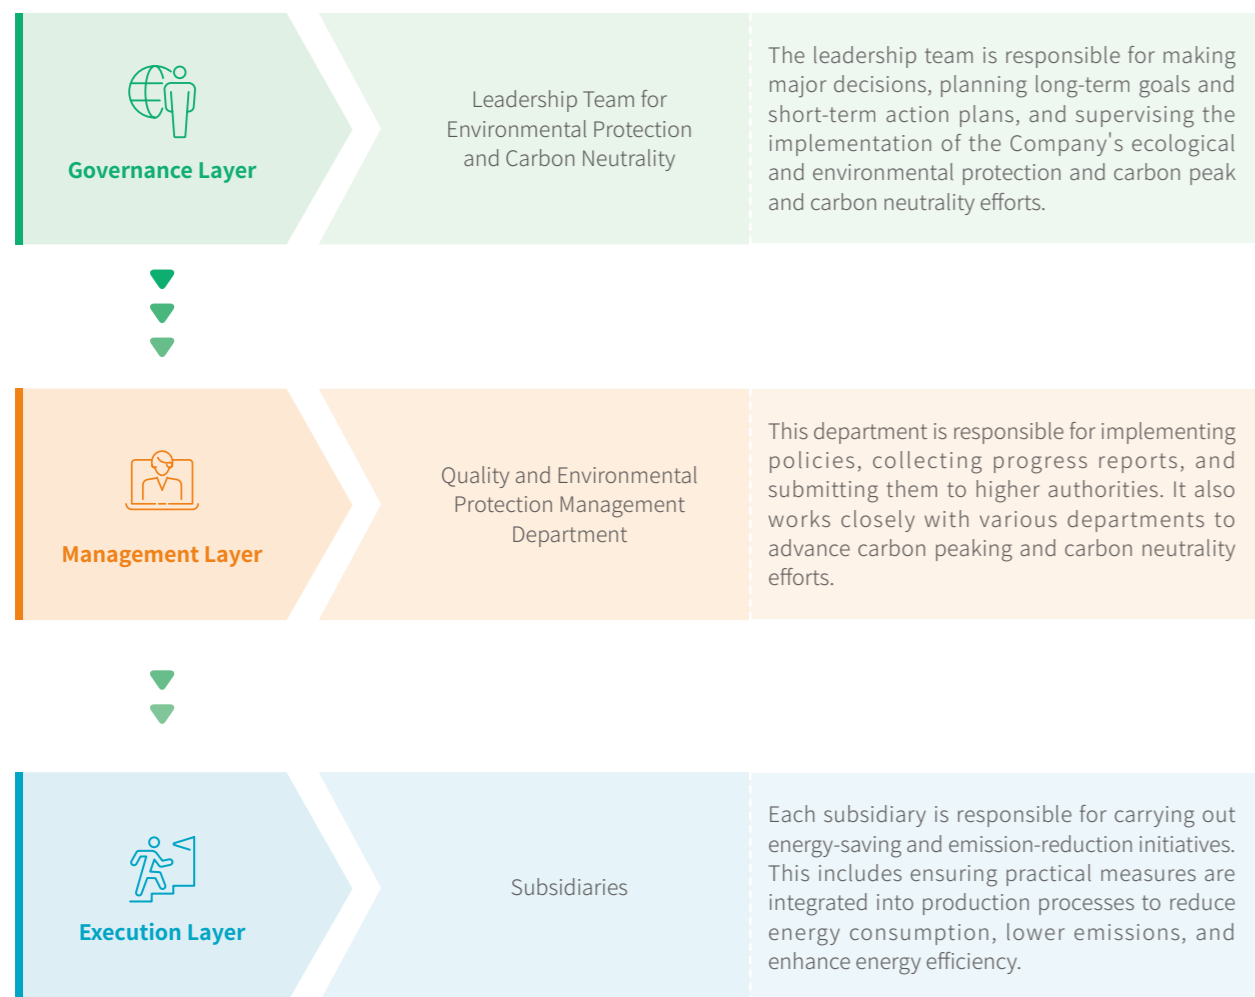 Governance Layer
Leadership Team for
Environmental Protection
and Carbon Neutrality
The leadership team is responsible for making
major decisions, planning long-term goals and
short-term action plans, and supervising the
implementation of the Company's ecological
and environmental protection and carbon peak
and carbon neutrality efforts.
Management Layer
Quality and Environmental
Protection Management
Department
This department is responsible for implementing
policies, collecting progress reports, and
submitting them to higher authorities. It also
works closely with various departments to
advance carbon peaking and carbon neutrality
efforts.
Execution Layer
Subsidiaries
Each subsidiary is responsible for carrying out
energy-saving and emission-reduction initiatives.
This includes ensuring practical measures are
integrated into production processes to reduce
energy consumption, lower emissions, and
enhance energy efficiency.